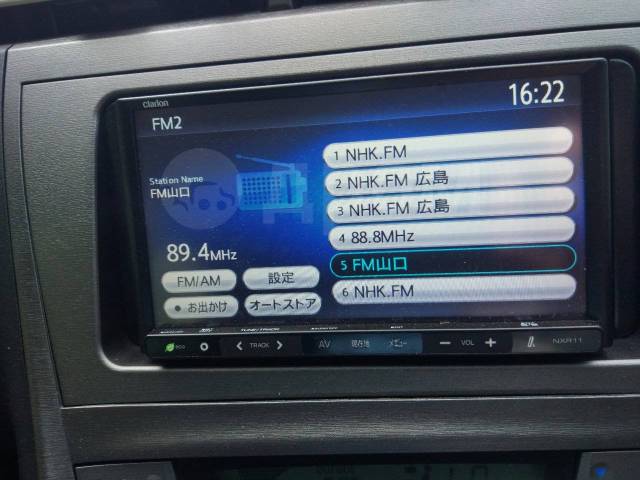 clarion
FM2
16:22
Station Name
FM山口
89.4MHz
FM/AM
設定
お出かけ
オートストア
1 NHK.FM
2 NHK.FM 広島
3 NHK.FM 広島
4 88.8MHz
5 FM山口
6 NHK.FM
eco
TRACK
AV
現在地
メニュー
VOL
NXR11